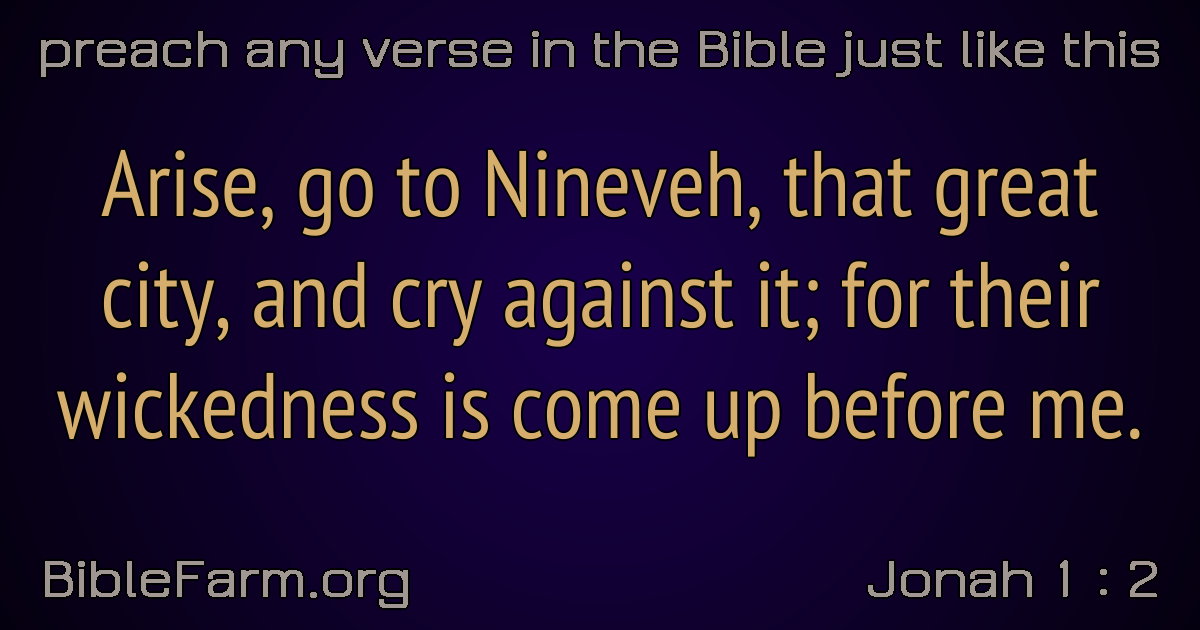 preach any verse in the Bible just like this
Arise, go to Nineveh, that great
city, and cry against it; for their
wickedness is come up before me.
BibleFarm.org
Jonah 1 : 2